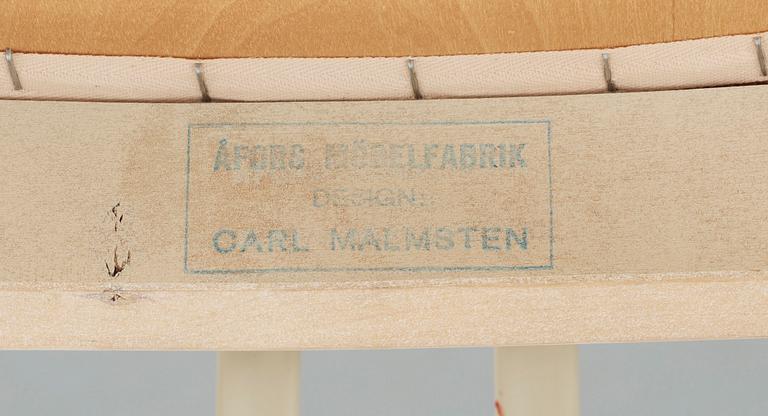 ÅFORS MÖBELFABRIK
DESIGN:
CARL MALMSTEN